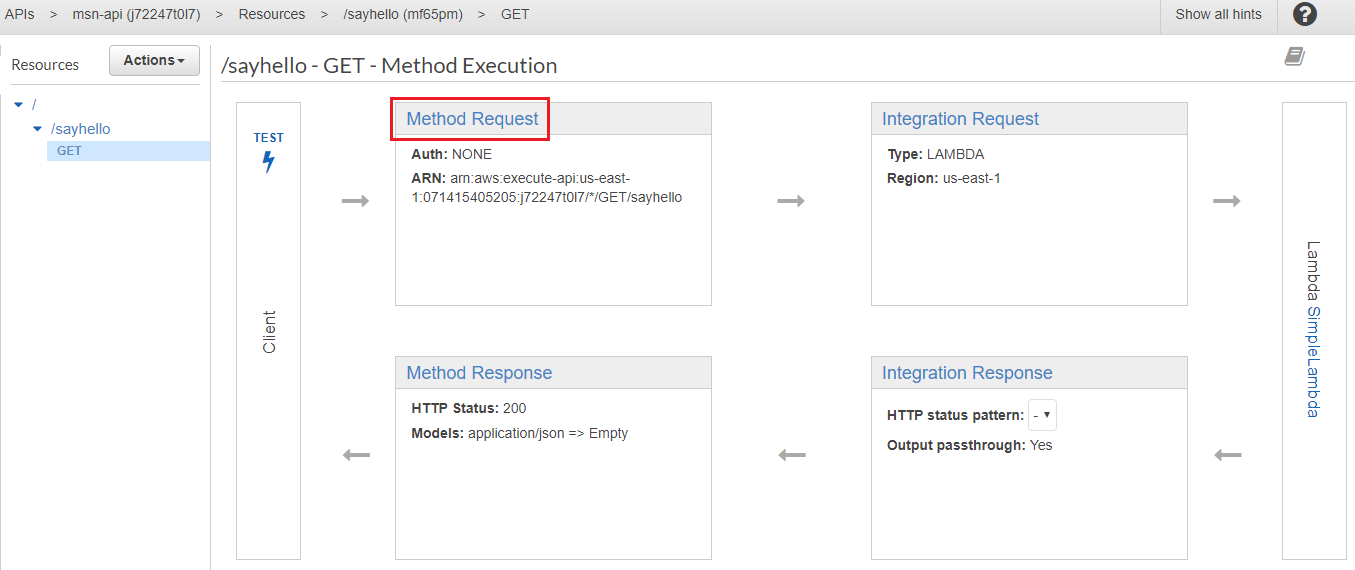 APIs > msn-api (j72247t0l7) > Resources > /sayhello (mf65pm) > GET
Show all hints
?
Resources
Actions
/sayhello - GET - Method Execution
/
/sayhello
GET
TEST
Client
Method Request
Auth: NONE
ARN: arn:aws:execute-api:us-east-
1:071415405205:j72247t0l7/*/GET/sayhello
Integration Request
Type: LAMBDA
Region: us-east-1
Lambda SimpleLambda
Method Response
HTTP Status: 200
Models: application/json => Empty
Integration Response
HTTP status pattern: -
Output passthrough: Yes